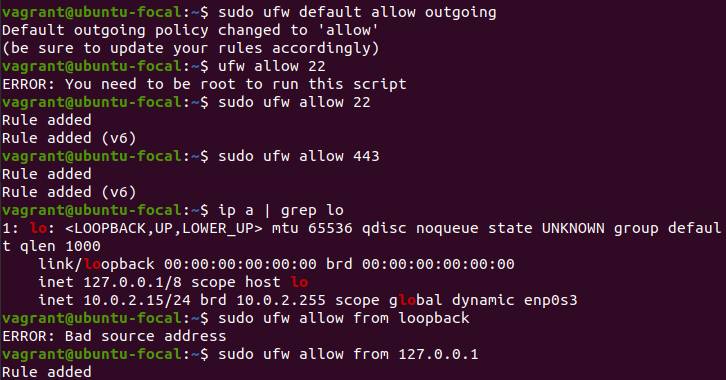 vagrant@ubuntu-focal:~$ sudo ufw default allow outgoing
Default outgoing policy changed to 'allow'
(be sure to update your rules accordingly)
vagrant@ubuntu-focal:~$ ufw allow 22
ERROR: You need to be root to run this script
vagrant@ubuntu-focal:~$ sudo ufw allow 22
Rule added
Rule added (v6)
vagrant@ubuntu-focal:~$ sudo ufw allow 443
Rule added
Rule added (v6)
vagrant@ubuntu-focal:~$ ip a | grep lo
1: lo: <LOOPBACK,UP,LOWER_UP> mtu 65536 qdisc noqueue state UNKNOWN group defaul
t qlen 1000
    link/loopback 00:00:00:00:00:00 brd 00:00:00:00:00:00
    inet 127.0.0.1/8 scope host lo
    inet 10.0.2.15/24 brd 10.0.2.255 scope global dynamic enp0s3
vagrant@ubuntu-focal:~$ sudo ufw allow from loopback
ERROR: Bad source address
vagrant@ubuntu-focal:~$ sudo ufw allow from 127.0.0.1
Rule added